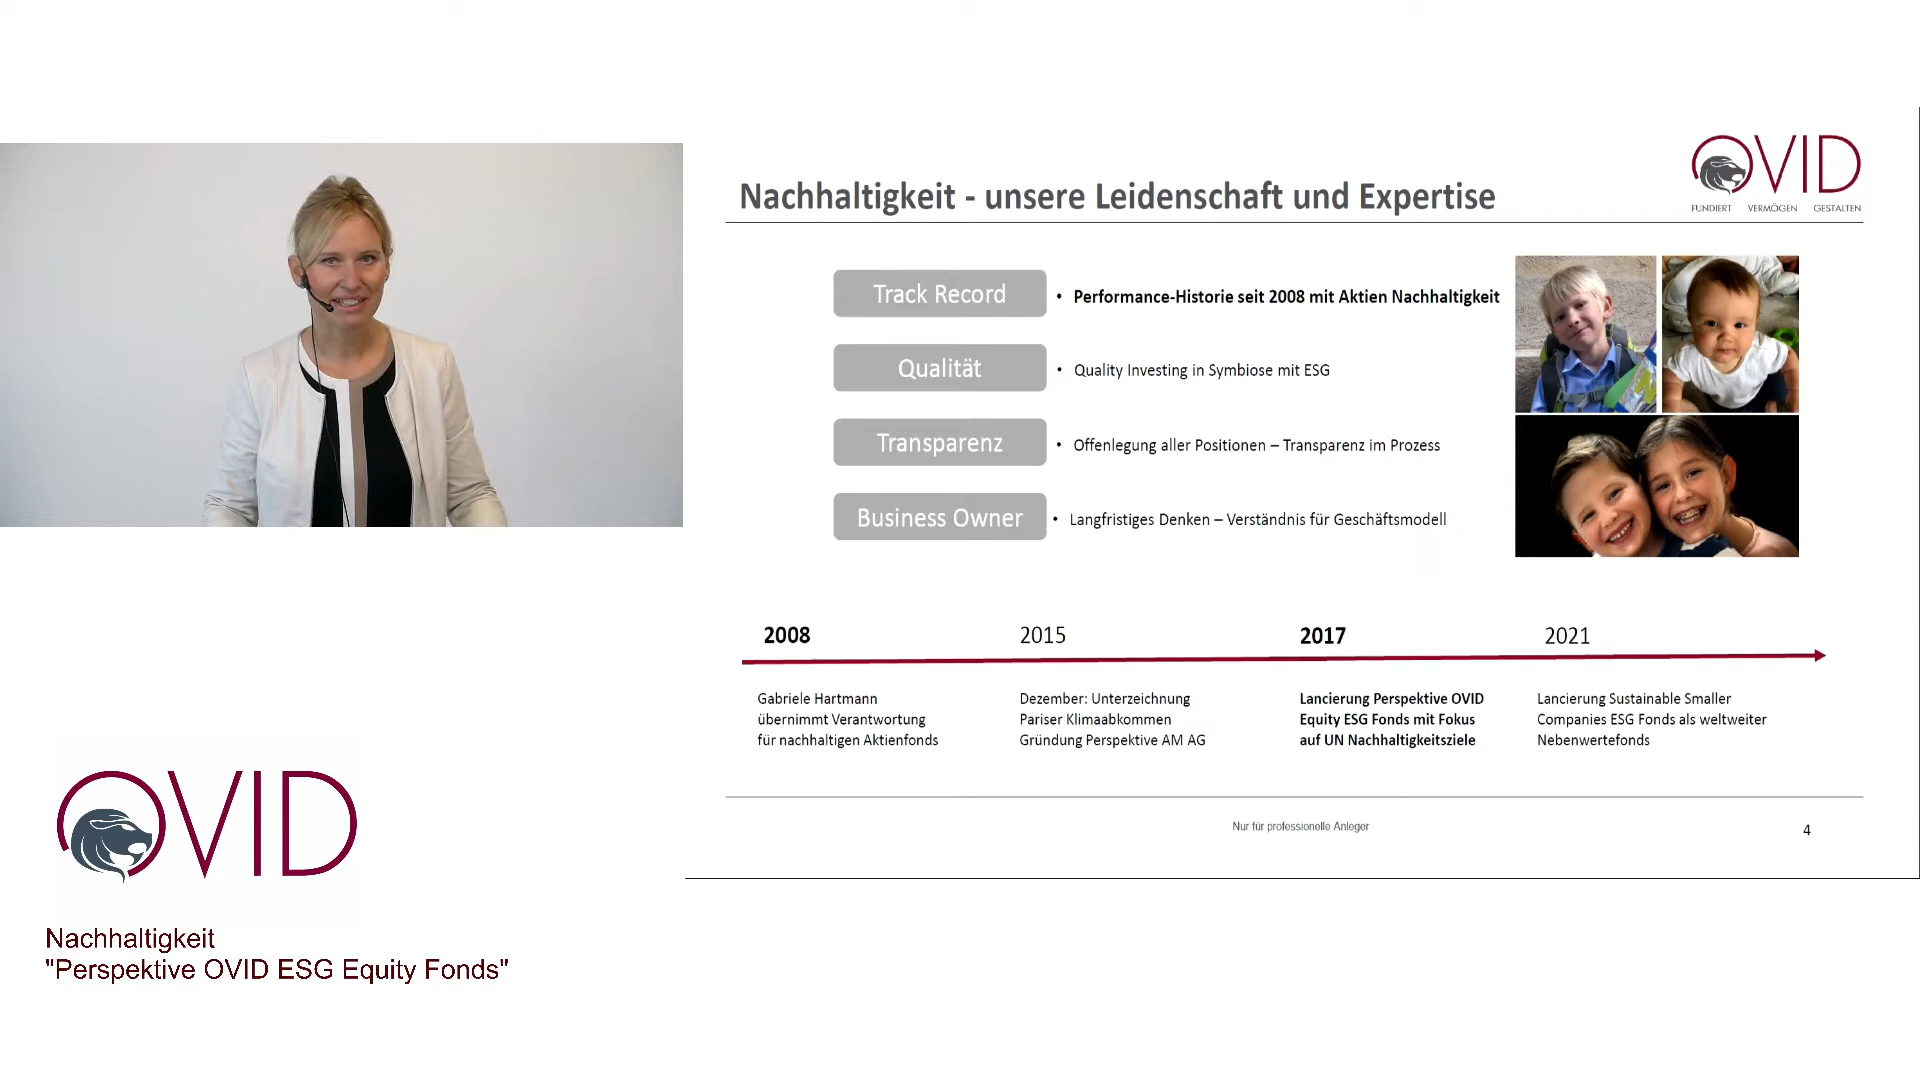 OVID
FUNDIERT VERMÖGEN GESTALTEN
Nachhaltigkeit - unsere Leidenschaft und Expertise
Track Record
• Performance-Historie seit 2008 mit Aktien Nachhaltigkeit
Qualität
• Quality Investing in Symbiose mit ESG
Transparenz
• Offenlegung aller Positionen – Transparenz im Prozess
Business Owner
• Langfristiges Denken – Verständnis für Geschäftsmodell
2008
Gabriele Hartmann
übernimmt Verantwortung
für nachhaltigen Aktienfonds
2015
Dezember: Unterzeichnung
Pariser Klimaabkommen
Gründung Perspektive AM AG
2017
Lancierung Perspektive OVID
Equity ESG Fonds mit Fokus
auf UN Nachhaltigkeitsziele
2021
Lancierung Sustainable Smaller
Companies ESG Fonds als weltweiter
Nebenwertefonds
Nur für professionelle Anleger
4
OVID
Nachhaltigkeit
"Perspektive OVID ESG Equity Fonds"